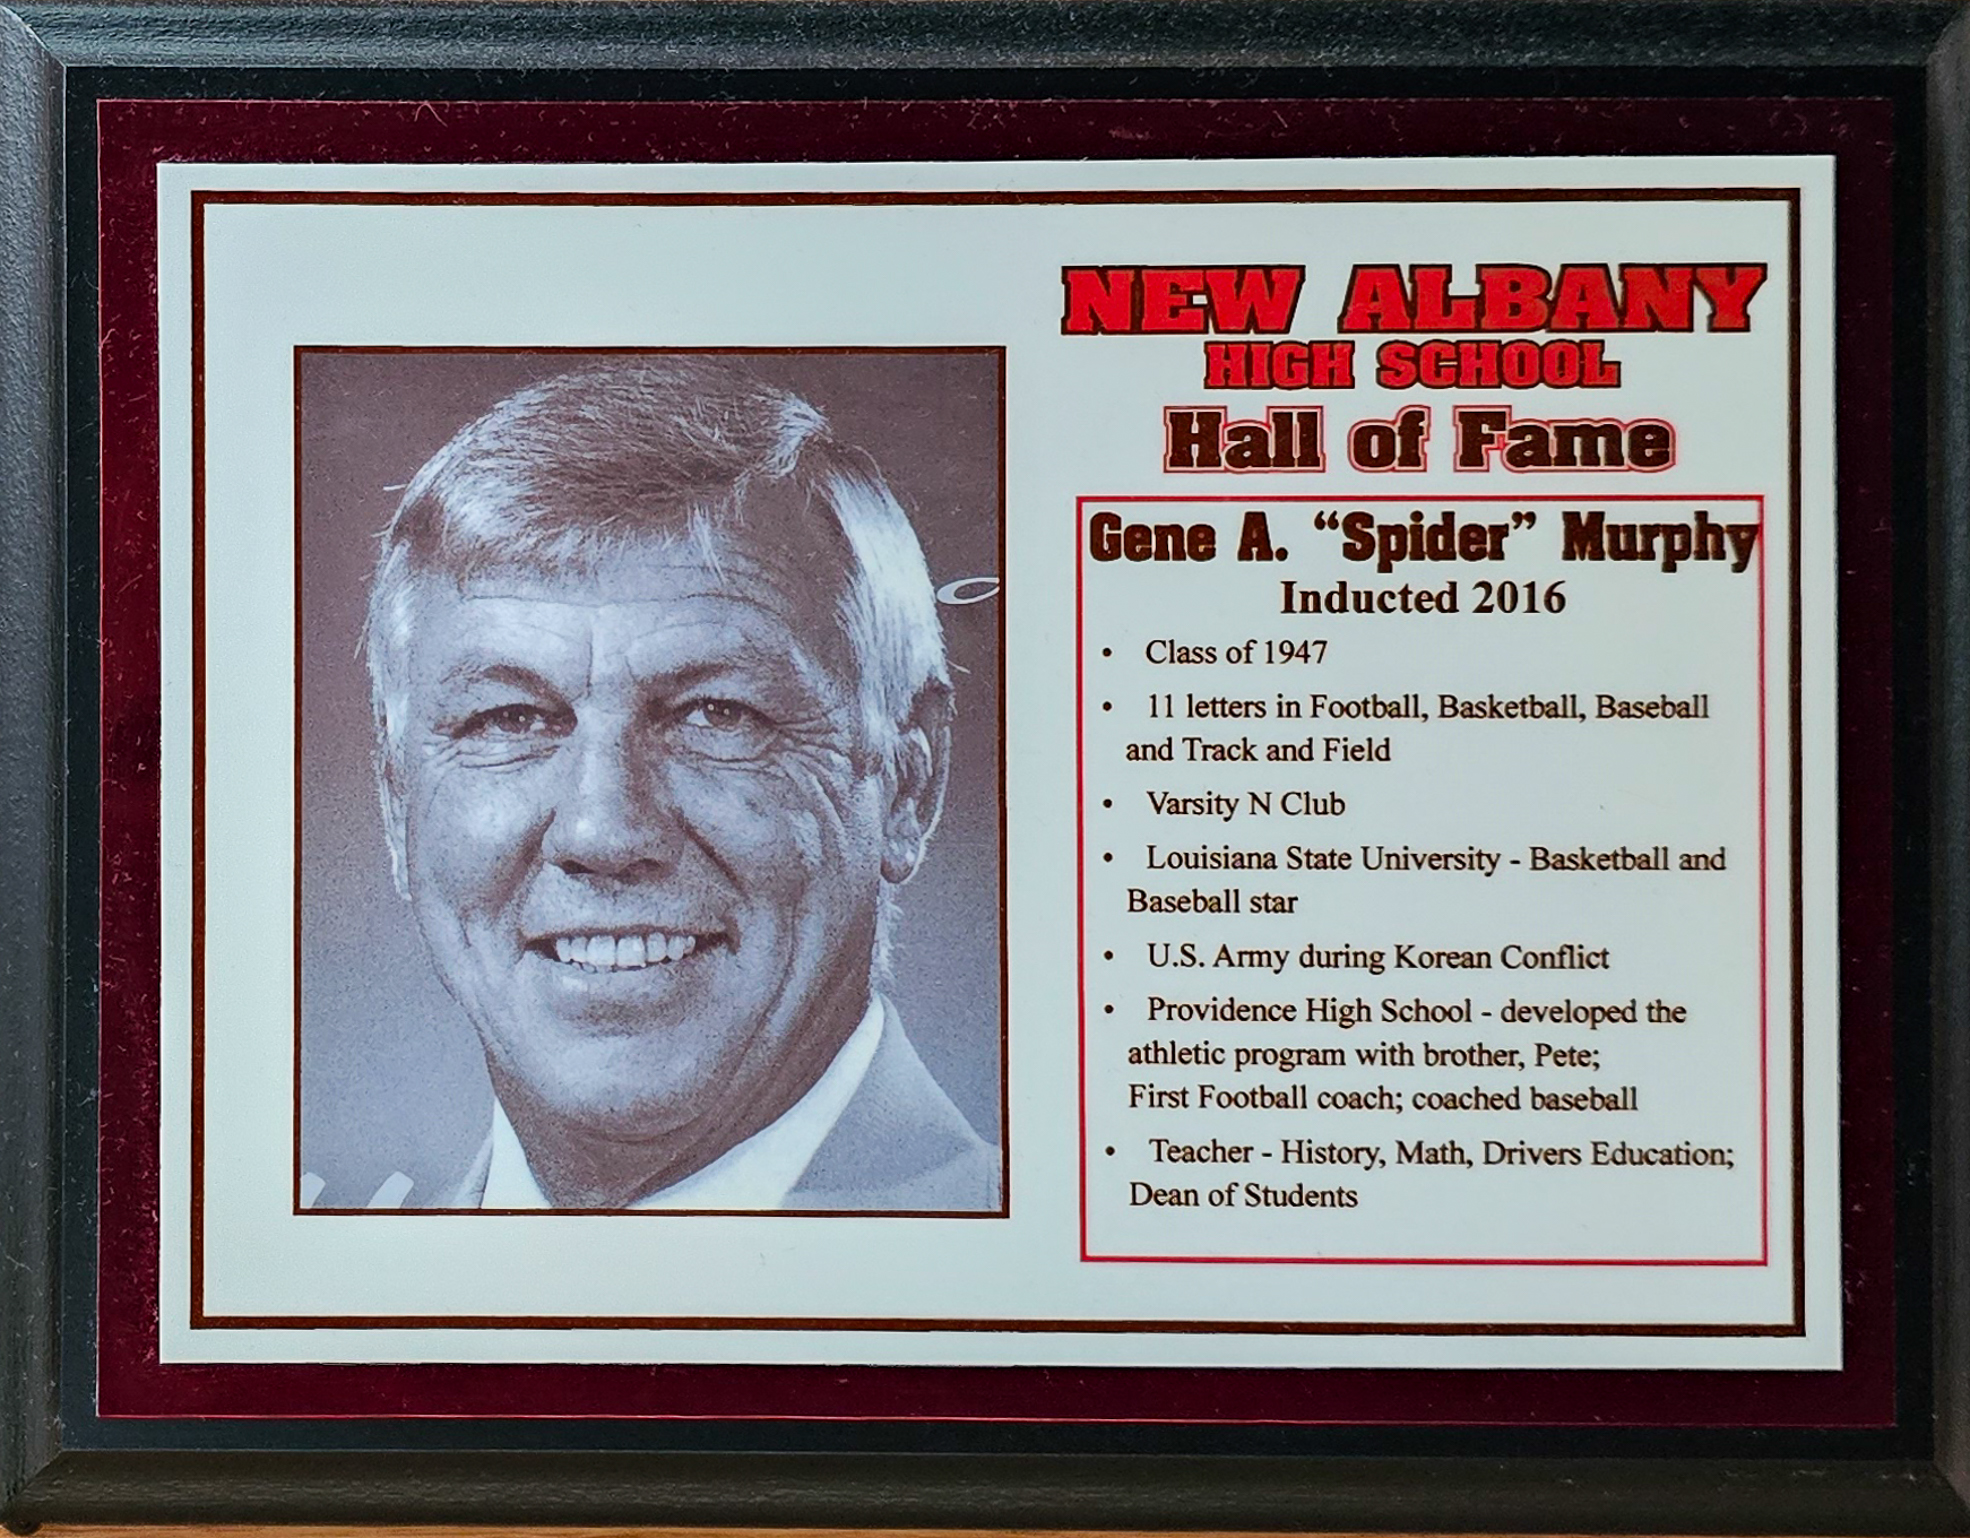 NEW ALBANY
HIGH SCHOOL
Hall of Fame
Gene A. “Spider” Murphy
Inducted 2016
• Class of 1947
• 11 letters in Football, Basketball, Baseball
and Track and Field
• Varsity N Club
• Louisiana State University - Basketball and
Baseball star
• U.S. Army during Korean Conflict
• Providence High School - developed the
athletic program with brother, Pete;
First Football coach; coached baseball
• Teacher - History, Math, Drivers Education;
Dean of Students